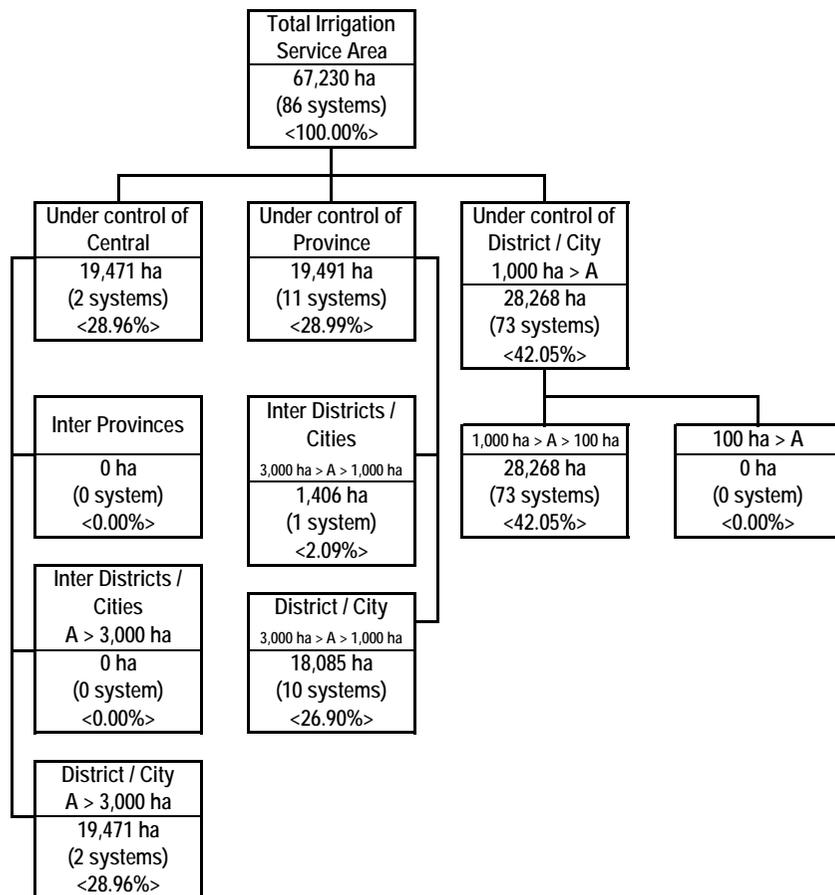 Total Irrigation
Service Area
67,230 ha
(86 systems)
<100.00%>
Under control of
Central
19,471 ha
(2 systems)
<28.96%>
Under control of
Province
19,491 ha
(11 systems)
<28.99%>
Under control of
District / City
1,000 ha > A
28,268 ha
(73 systems)
<42.05%>
Inter Provinces
0 ha
(0 system)
<0.00%>
Inter Districts /
Cities
3,000 ha > A > 1,000 ha
1,406 ha
(1 system)
<2.09%>
1,000 ha > A > 100 ha
28,268 ha
(73 systems)
<42.05%>
100 ha > A
0 ha
(0 system)
<0.00%>
Inter Districts /
Cities
A > 3,000 ha
0 ha
(0 system)
<0.00%>
District / City
3,000 ha > A > 1,000 ha
18,085 ha
(10 systems)
<26.90%>
District / City
A > 3,000 ha
19,471 ha
(2 systems)
<28.96%>